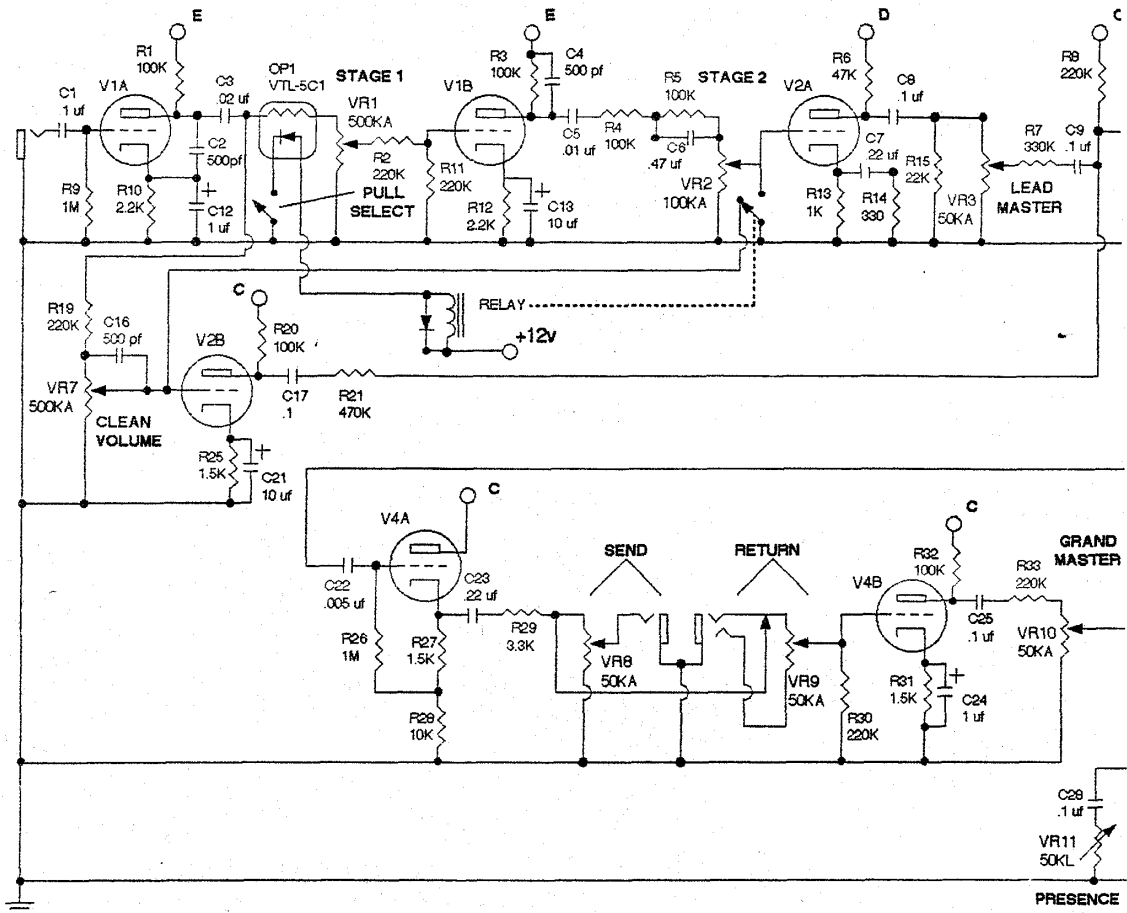 E
E
D
C
R1
100K
V1A
C3
.02 uf
OP1
VTL-5C1
STAGE 1
VR1
500KA
C1
.1 uf
C2
500pf
R2
220K
R9
1M
R10
2.2K
C12
1 uf
PULL
SELECT
R3
100K
C4
500 pf
V1B
R5
100K
STAGE 2
C5
.01 uf
R4
100K
C6
.47 uf
R11
220K
VR2
100KA
R12
2.2K
C13
10 uf
R6
47K
C8
.1 uf
V2A
C7
22 uf
R13
1K
R14
330
R15
22K
VR3
50KA
R7
330K
C9
.1 uf
LEAD
MASTER
R8
220K
RELAY
+12v
R19
220K
C16
500 pf
C
V2B
R20
100K
VR7
500KA
CLEAN
VOLUME
C17
.1
R21
470K
R25
1.5K
C21
10 uf
C
V4A
C22
.005 uf
C23
.22 uf
R26
1M
R27
1.5K
R29
3.3K
R28
10K
SEND
RETURN
VR8
50KA
VR9
50KA
R30
220K
C
V4B
R32
100K
R33
220K
GRAND
MASTER
C25
.1 uf
VR10
50KA
R31
1.5K
C24
1 uf
C28
.1 uf
VR11
50KL
PRESENCE